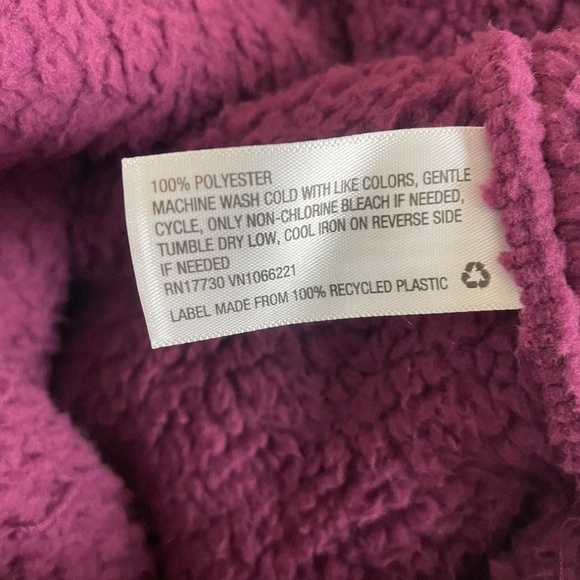 100% POLYESTER
MACHINE WASH COLD WITH LIKE COLORS, GENTLE
CYCLE, ONLY NON-CHLORINE BLEACH IF NEEDED,
TUMBLE DRY LOW, COOL IRON ON REVERSE SIDE
IF NEEDED
RN17730 VN1066221
LABEL MADE FROM 100% RECYCLED PLASTIC